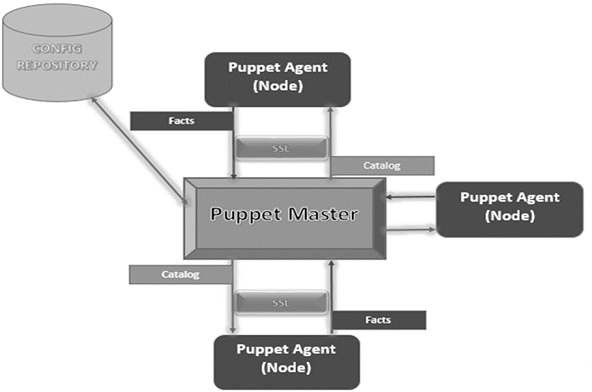 CONFIG
REPOSITORY
Puppet Agent
(Node)
Facts
SSL
Catalog
Puppet Master
Puppet Agent
(Node)
Catalog
SSL
Facts
Puppet Agent
(Node)